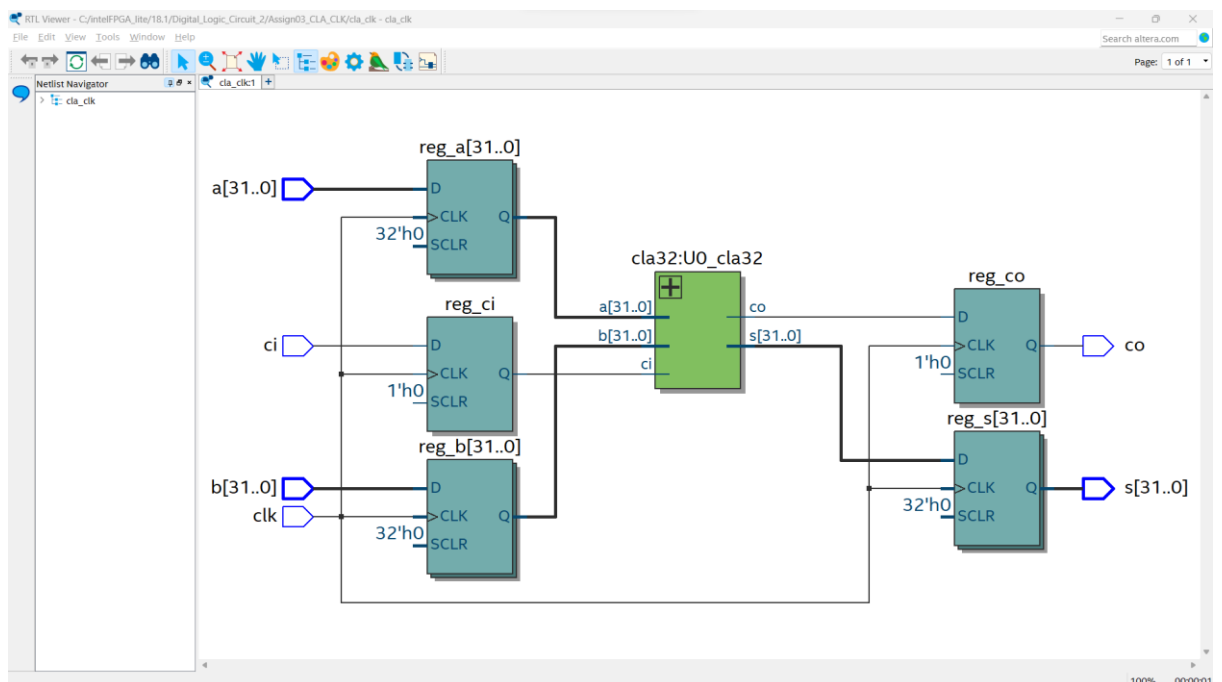 RTL Viewer - C:/intelFPGA_lite/18.1/Digital_Logic_Circuit_2/Assign03_CLA_CLK/cla_clk - cla_clk
File Edit View Tools Window Help
Search altera.com
Page: 1 of 1
Netlist Navigator
cla_clk:1
cla_clk
reg_a[31..0]
a[31..0]
D
CLK
Q
32'h0
SCLR
cla32:U0_cla32
a[31..0]
co
b[31..0]
s[31..0]
ci
reg_ci
ci
D
CLK
Q
1'h0
SCLR
reg_co
D
CLK
Q
co
1'h0
SCLR
reg_b[31..0]
b[31..0]
D
clk
CLK
Q
32'h0
SCLR
reg_s[31..0]
D
CLK
Q
s[31..0]
32'h0
SCLR
100% 00:00:01